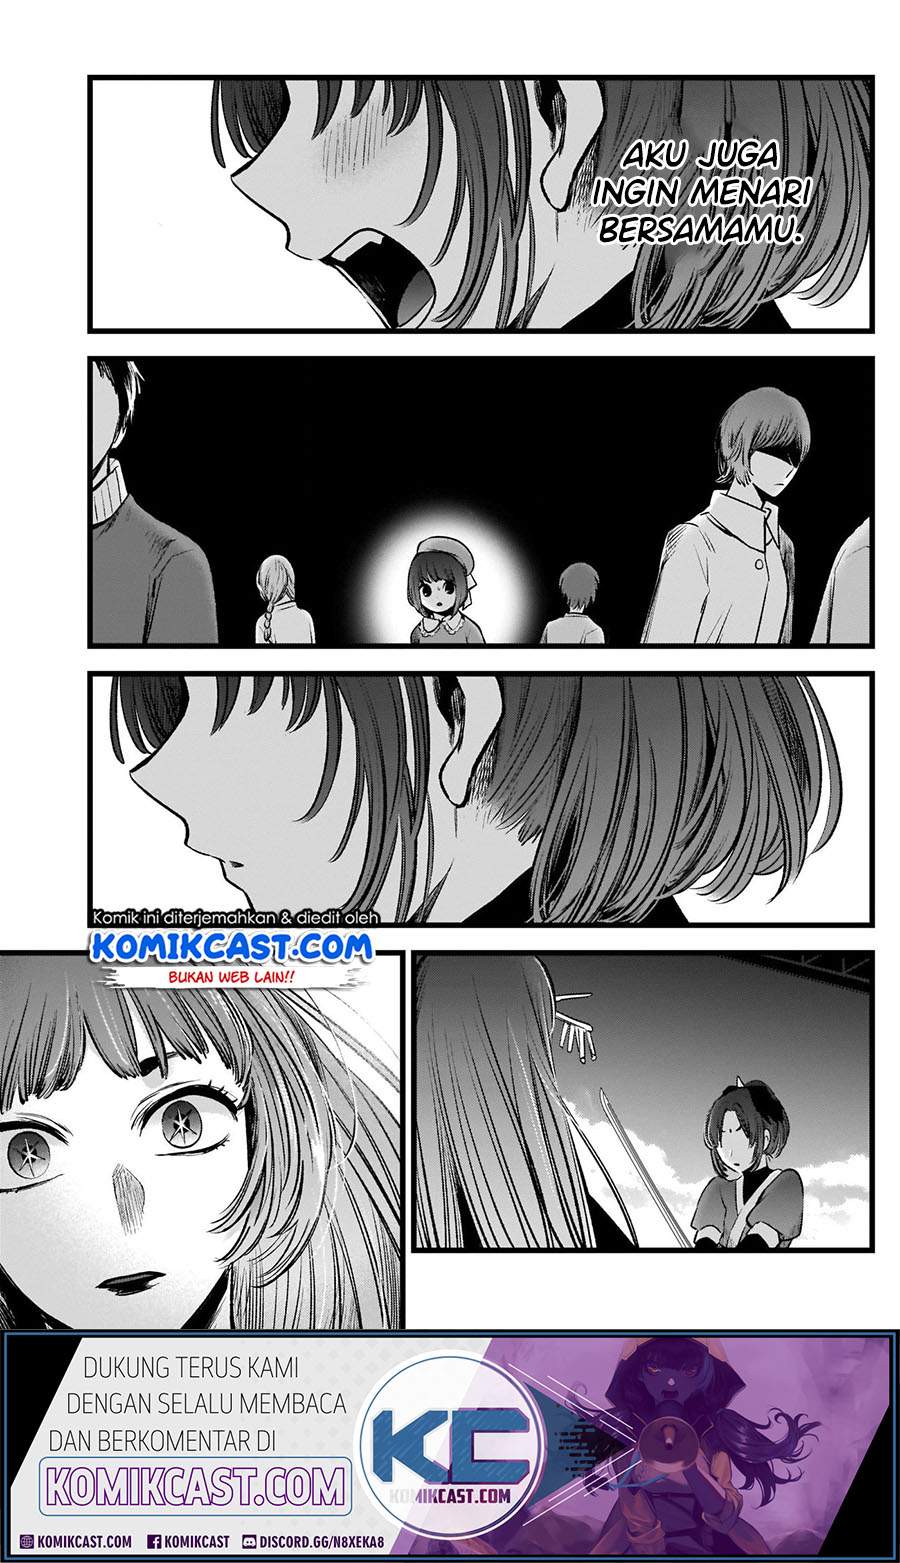 AKU JUGA
INGIN MENARI
BERSAMAMU.
Komik ini diterjemahkan & diedit oleh
KOMIKCAST.COM
BUKAN WEB LAIN!!
DUKUNG TERUS KAMI
DENGAN SELALU MEMBACA
DAN BERKOMENTAR DI
KOMIKCAST.COM
KC
KOMIKCAST.COM
KOMIKCAST.COM KOMIKCAST DISCORD.GG/N8XEKA8